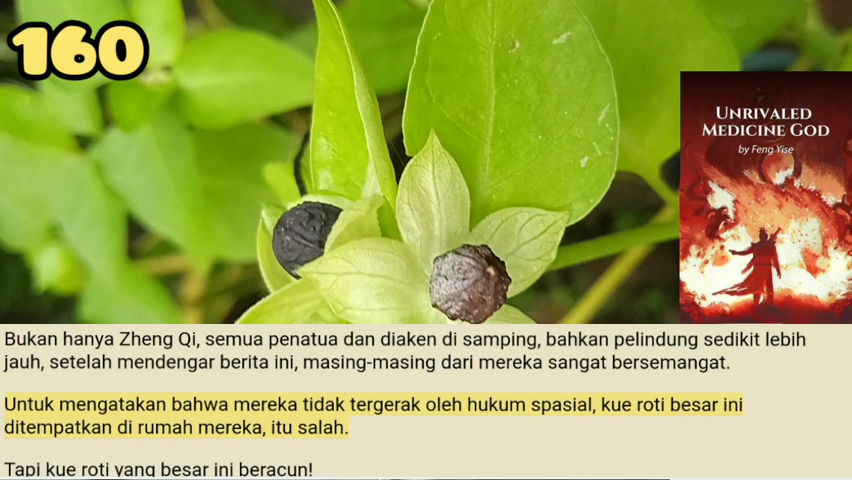 160
UNRIVALED
MEDICINE GOD
by Feng Yise
Bukan hanya Zheng Qi, semua penatua dan diaken di samping, bahkan pelindung sedikit lebih
jauh, setelah mendengar berita ini, masing-masing dari mereka sangat bersemangat.
Untuk mengatakan bahwa mereka tidak tergerak oleh hukum spasial, kue roti besar ini
ditempatkan di rumah mereka, itu salah.
Tapi kue roti yang besar ini beracun!